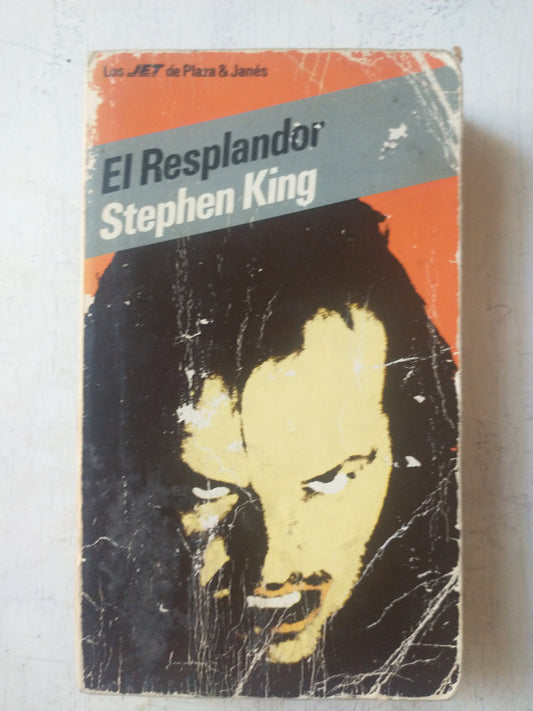 Los JET de Plaza & Janés
El Resplandor
Stephen King